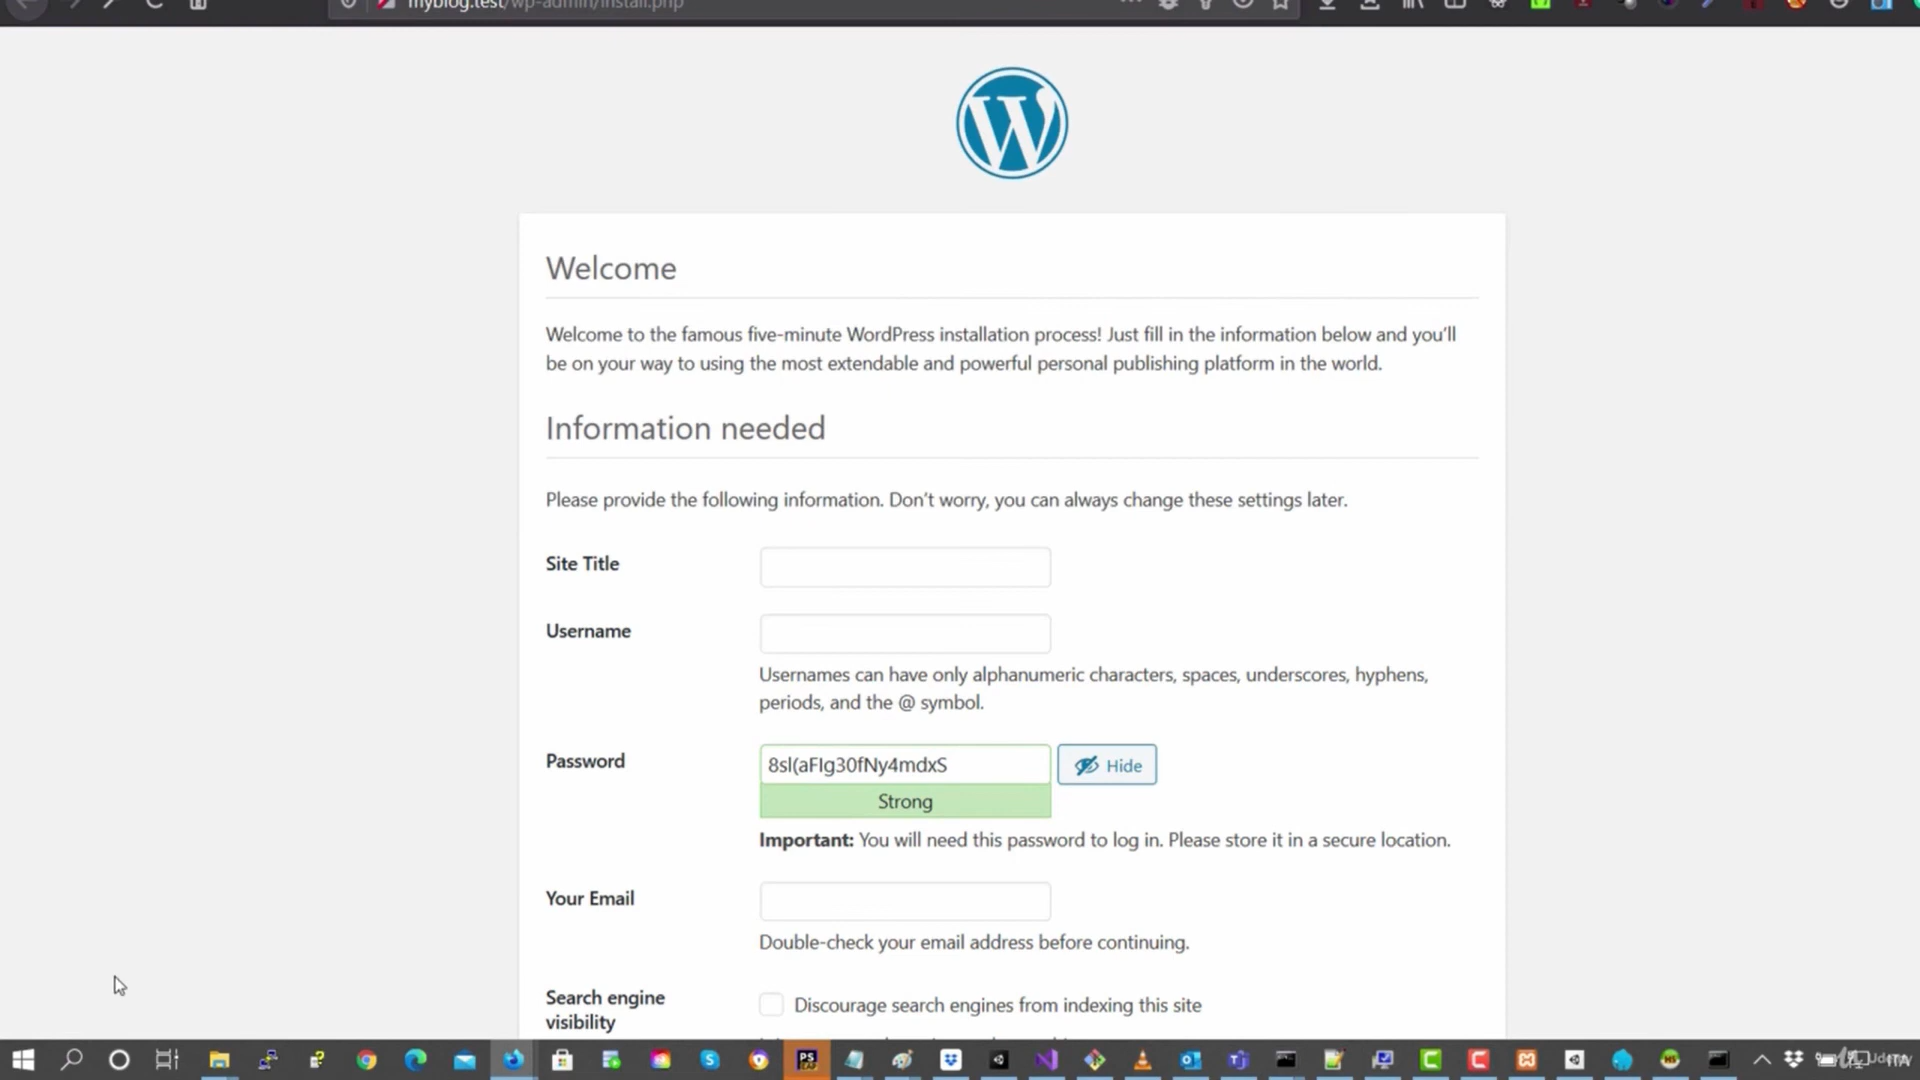 myblog.test/wp-admin/install.php
Welcome
Welcome to the famous five-minute WordPress installation process! Just fill in the information below and you’ll
be on your way to using the most extendable and powerful personal publishing platform in the world.
Information needed
Please provide the following information. Don’t worry, you can always change these settings later.
Site Title
Username
Usernames can have only alphanumeric characters, spaces, underscores, hyphens,
periods, and the @ symbol.
Password
8sl(aFIg30fNy4mdxS
Hide
Strong
Important: You will need this password to log in. Please store it in a secure location.
Your Email
Double-check your email address before continuing.
Search engine
visibility
Discourage search engines from indexing this site
PS
ITA
Udemy